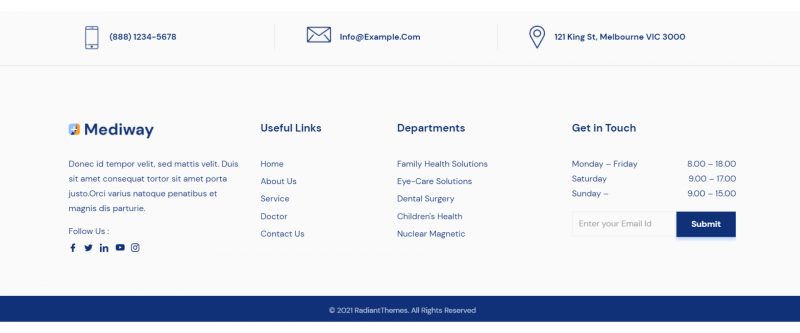 (888) 1234-5678
Info@Example.Com
121 King St, Melbourne VIC 3000
Mediway
Donec id tempor velit, sed mattis velit. Duis
sit amet consequat tortor sit amet porta
justo.Orci varius natoque penatibus et
magnis dis parturie.
Follow Us :
Useful Links
Home
About Us
Service
Doctor
Contact Us
Departments
Family Health Solutions
Eye-Care Solutions
Dental Surgery
Children's Health
Nuclear Magnetic
Get in Touch
Monday – Friday 8.00 – 18.00
Saturday 9.00 – 17.00
Sunday – 9.00 – 15.00
Enter your Email Id
Submit
© 2021 RadiantThemes. All Rights Reserved